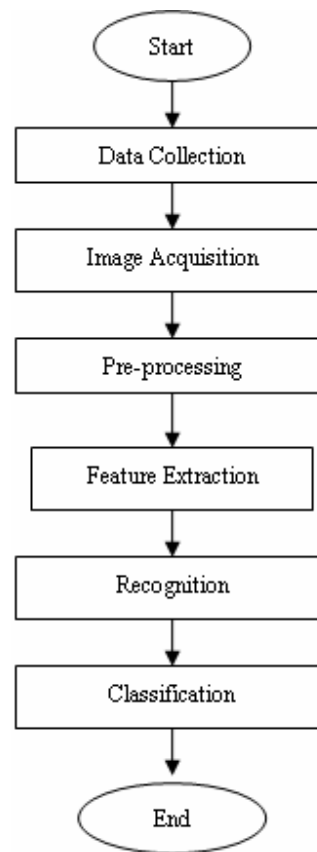 Start
Data Collection
Image Acquisition
Pre-processing
Feature Extraction
Recognition
Classification
End